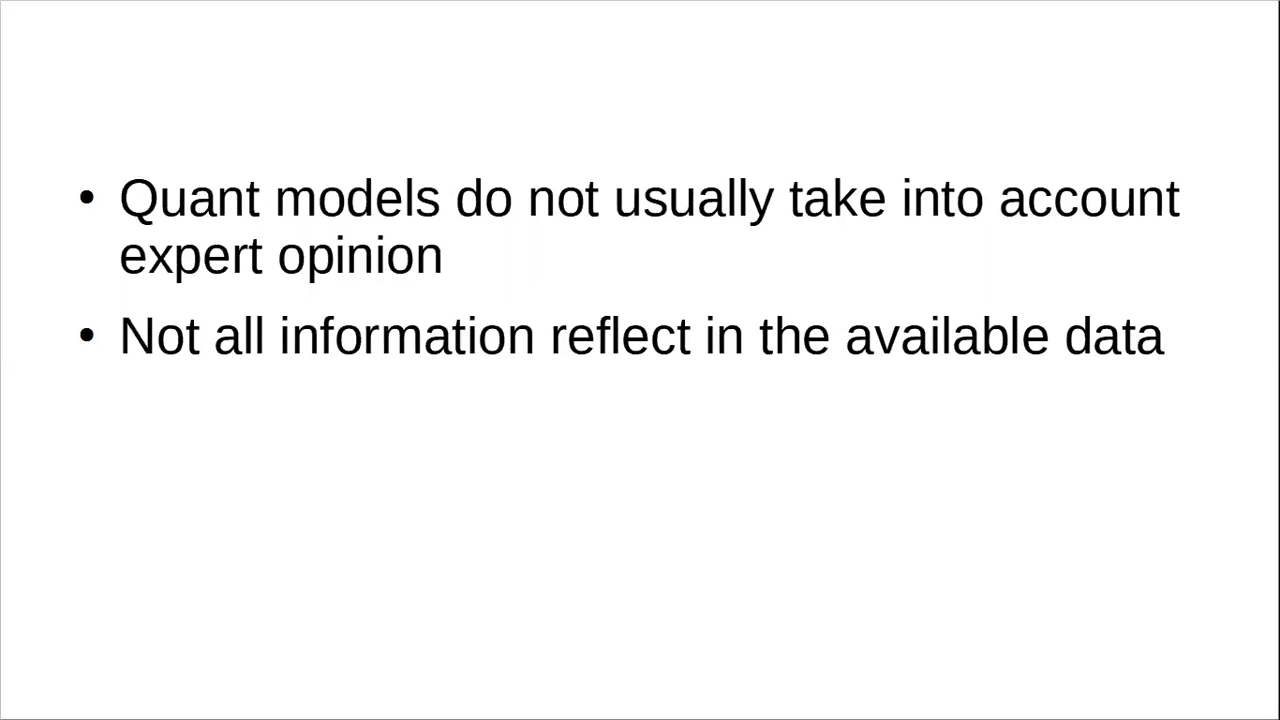 • Quant models do not usually take into account
expert opinion
• Not all information reflect in the available data